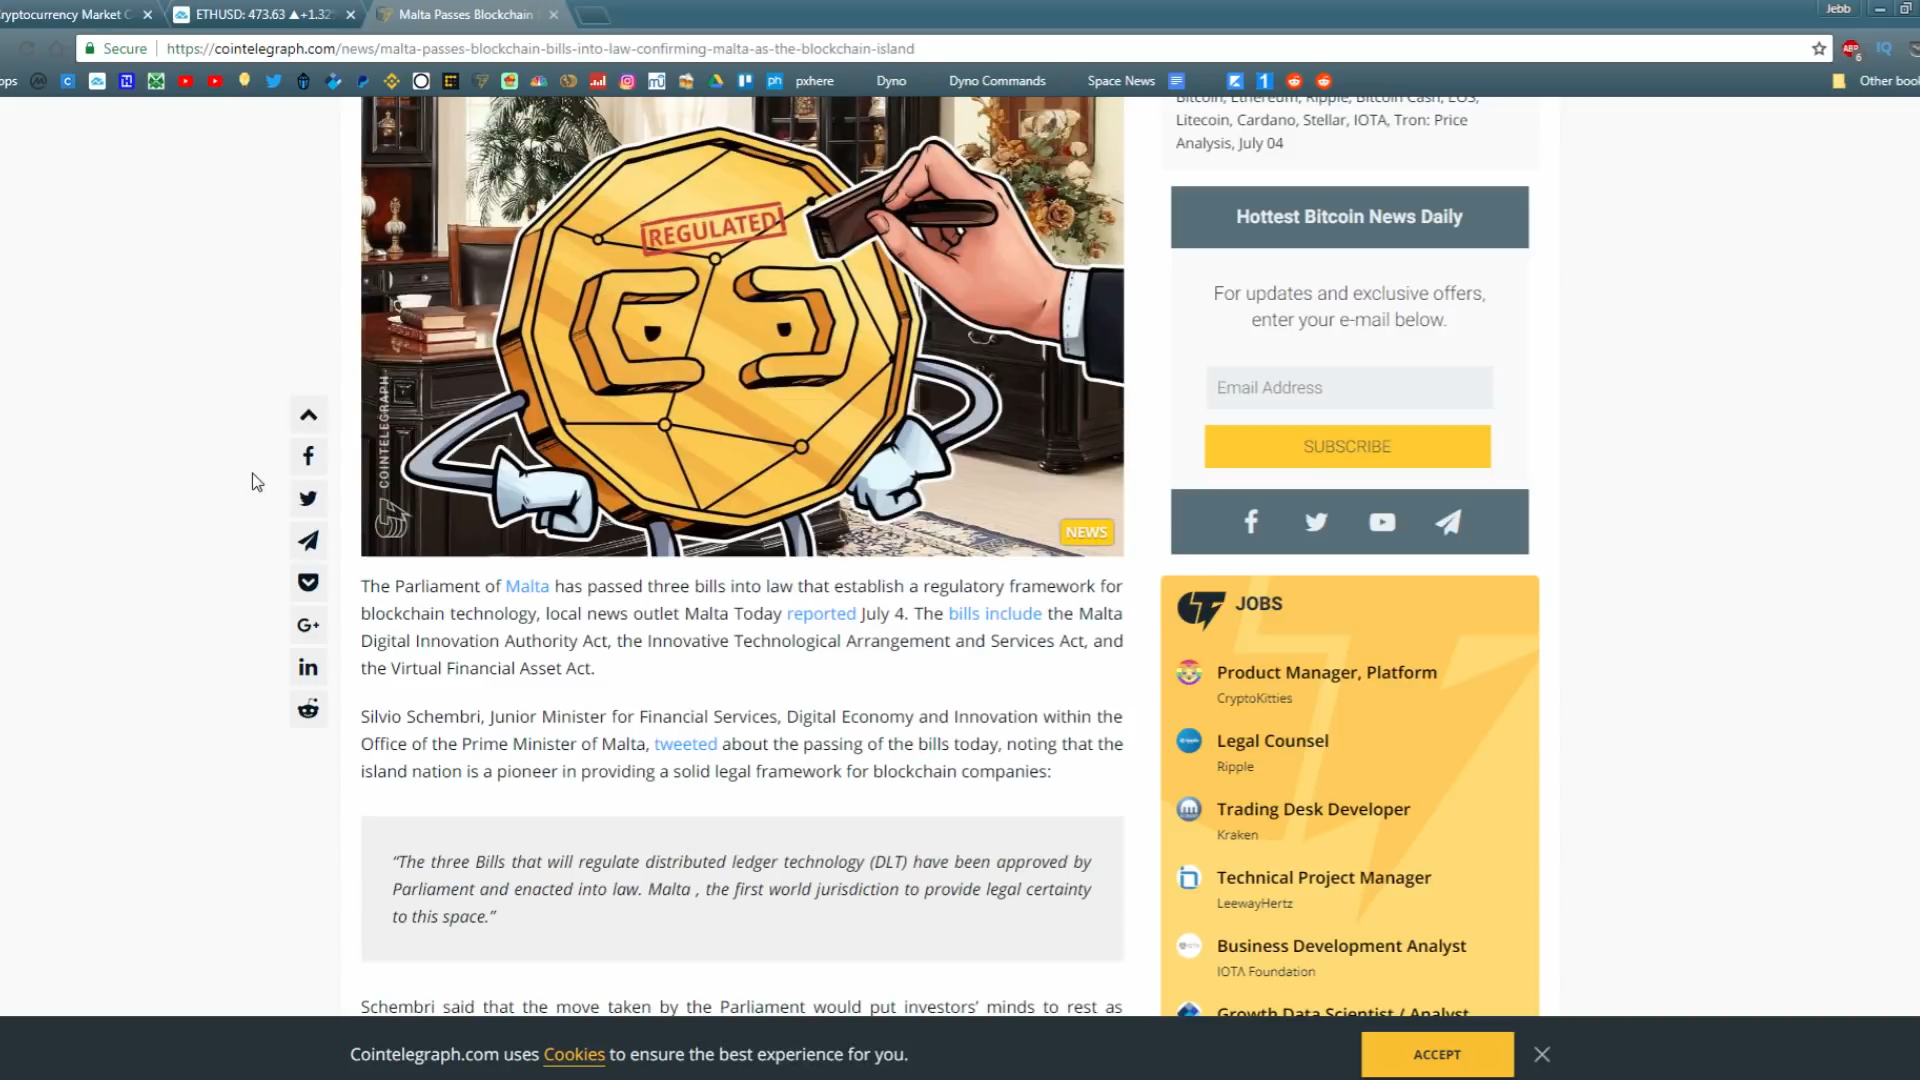 ryptocurrency Market C
ETHUSD: 473.63 ▲+1.32%
Malta Passes Blockchain
Jebb
Secure
https://cointelegraph.com/news/malta-passes-blockchain-bills-into-law-confirming-malta-as-the-blockchain-island
pxhere
Dyno
Dyno Commands
Space News
Other book
Bitcoin, Ethereum, Ripple, Bitcoin Cash, EOS,
Litecoin, Cardano, Stellar, IOTA, Tron: Price
Analysis, July 04
REGULATED
COINTELEGRAPH
NEWS
Hottest Bitcoin News Daily
For updates and exclusive offers,
enter your e-mail below.
Email Address
SUBSCRIBE
The Parliament of Malta has passed three bills into law that establish a regulatory framework for
blockchain technology, local news outlet Malta Today reported July 4. The bills include the Malta
Digital Innovation Authority Act, the Innovative Technological Arrangement and Services Act, and
the Virtual Financial Asset Act.
Silvio Schembri, Junior Minister for Financial Services, Digital Economy and Innovation within the
Office of the Prime Minister of Malta, tweeted about the passing of the bills today, noting that the
island nation is a pioneer in providing a solid legal framework for blockchain companies:
“The three Bills that will regulate distributed ledger technology (DLT) have been approved by
Parliament and enacted into law. Malta , the first world jurisdiction to provide legal certainty
to this space.”
Schembri said that the move taken by the Parliament would put investors’ minds to rest as
JOBS
Product Manager, Platform
CryptoKitties
Legal Counsel
Ripple
Trading Desk Developer
Kraken
Technical Project Manager
LeewayHertz
Business Development Analyst
IOTA Foundation
Growth Data Scientist / Analyst
Cointelegraph.com uses Cookies to ensure the best experience for you.
ACCEPT